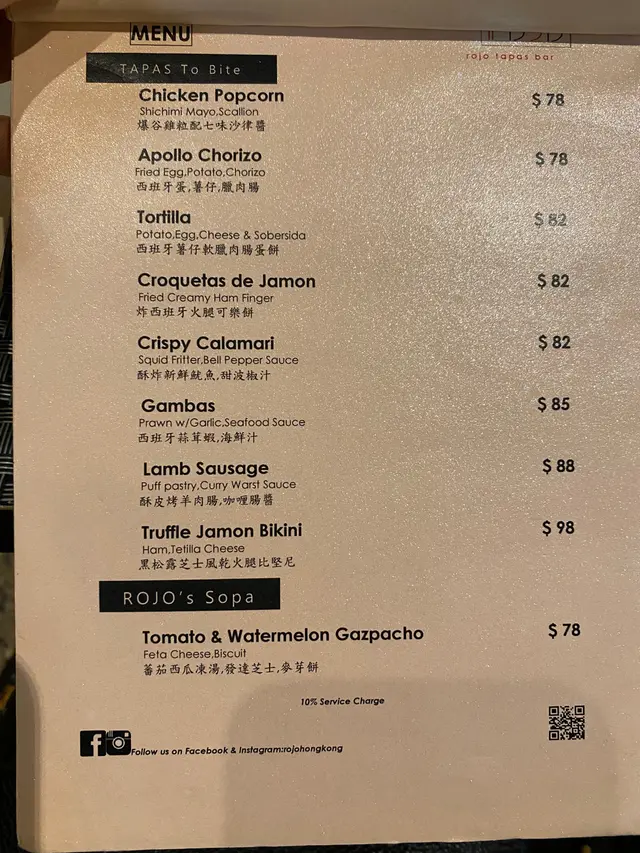 MENU
rojo tapas bar
TAPAS To Bite
Chicken Popcorn $ 78
Shichimi Mayo,Scallion
爆谷雞粒配七味沙律醬
Apollo Chorizo $ 78
Fried Egg,Potato,Chorizo
西班牙蛋,薯仔,臘肉腸
Tortilla $ 82
Potato,Egg,Cheese & Sobersida
西班牙薯仔軟臘肉腸蛋餅
Croquetas de Jamon $ 82
Fried Creamy Ham Finger
炸西班牙火腿可樂餅
Crispy Calamari $ 82
Squid Fritter,Bell Pepper Sauce
酥炸新鮮魷魚,甜波椒汁
Gambas $ 85
Prawn w/Garlic,Seafood Sauce
西班牙蒜茸蝦,海鮮汁
Lamb Sausage $ 88
Puff pastry,Curry Warst Sauce
酥皮烤羊肉腸,咖喱腸醬
Truffle Jamon Bikini $ 98
Ham,Tetilla Cheese
黑松露芝士風乾火腿比堅尼
ROJO's Sopa
Tomato & Watermelon Gazpacho $ 78
Feta Cheese,Biscuit
蕃茄西瓜凍湯,發達芝士,麥芽餅
10% Service Charge
Follow us on Facebook & Instagram:rojohongkong